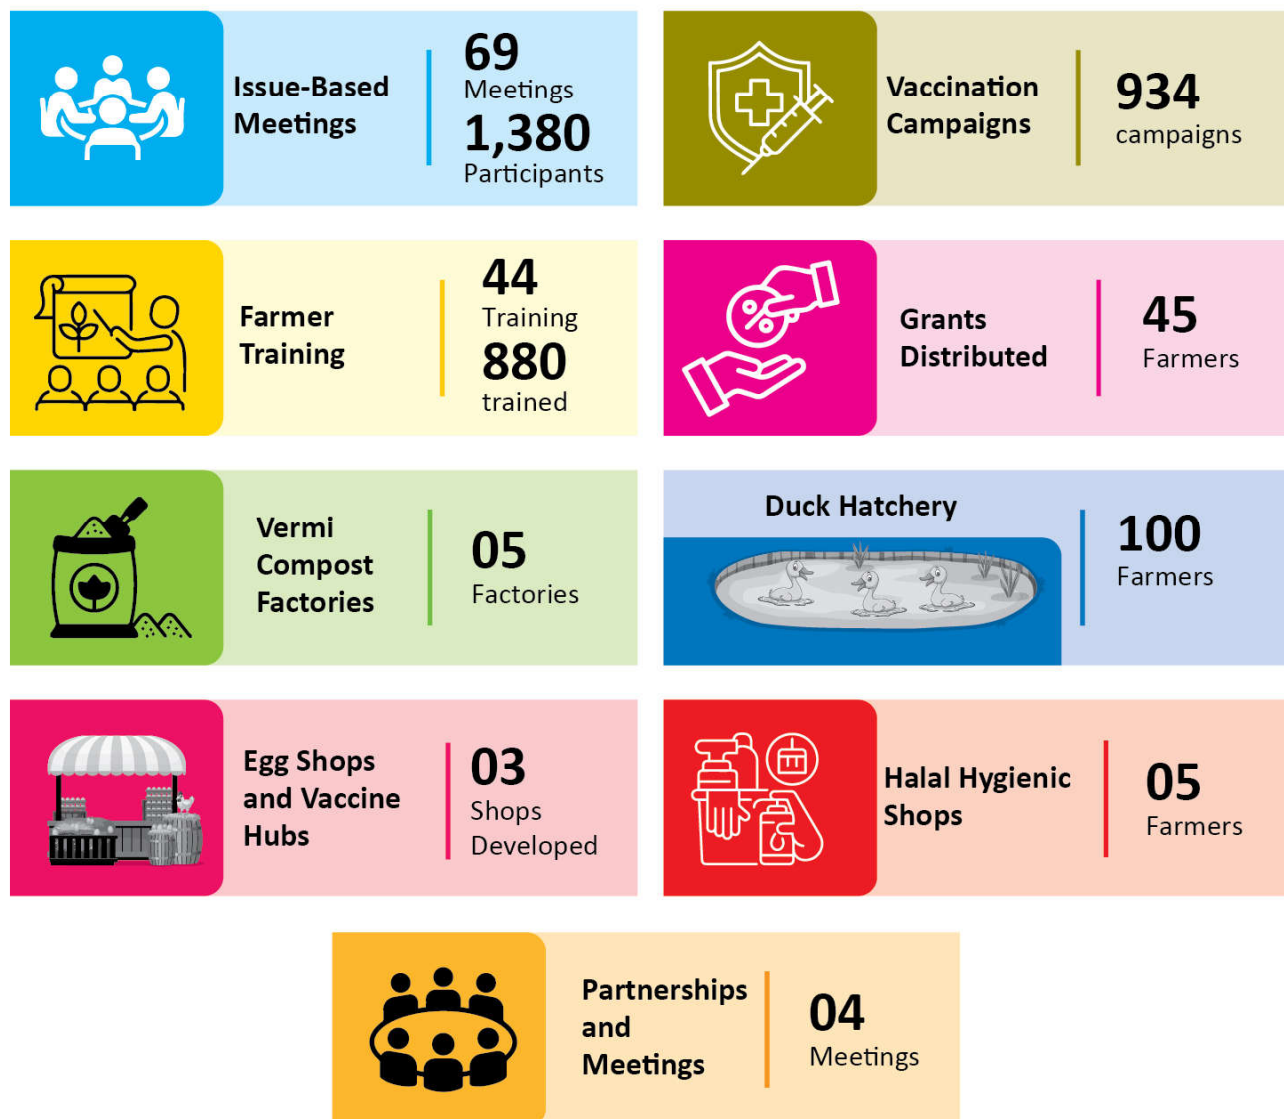 Issue-Based
Meetings
69
Meetings
1,380
Participants
Vaccination
Campaigns
934
campaigns
Farmer
Training
44
Training
880
trained
Grants
Distributed
45
Farmers
Vermi
Compost
Factories
05
Factories
Duck Hatchery
100
Farmers
Egg Shops
and Vaccine
Hubs
03
Shops
Developed
Halal Hygienic
Shops
05
Farmers
Partnerships
and
Meetings
04
Meetings